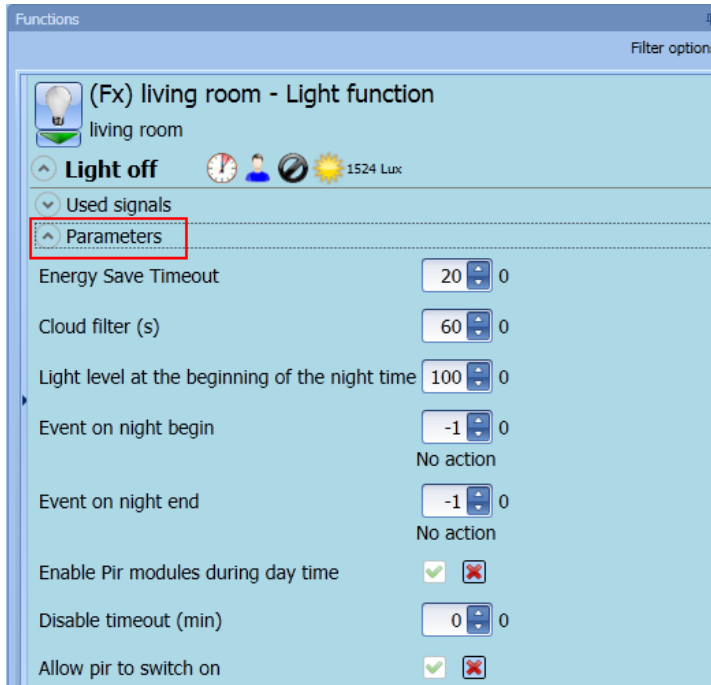 Functions
Filter option
(Fx) living room - Light function
living room
Light off 1524 Lux
Used signals
Parameters
Energy Save Timeout 20 0
Cloud filter (s) 60 0
Light level at the beginning of the night time 100 0
Event on night begin -1 0
No action
Event on night end -1 0
No action
Enable Pir modules during day time
Disable timeout (min) 0 0
Allow pir to switch on